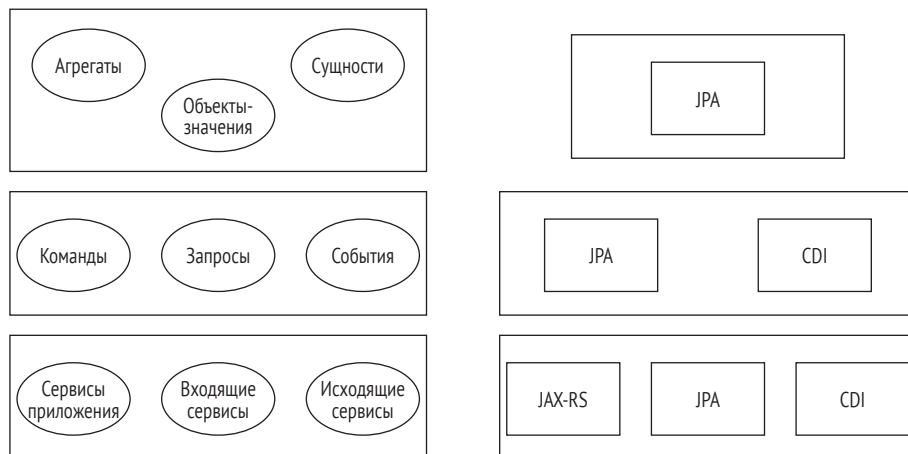 Агрегаты
Сущности
Объекты-
значения
JPA
Команды
Запросы
События
JPA
CDI
Сервисы
приложения
Входящие
сервисы
Исходящие
сервисы
JAX-RS
JPA
CDI